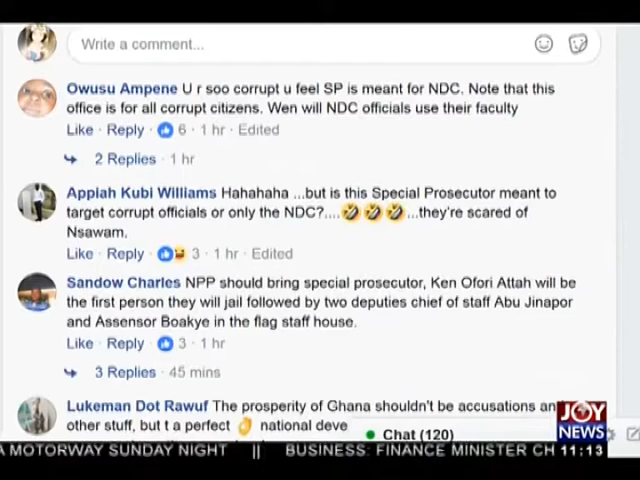 Write a comment...
Owusu Ampene U r soo corrupt u feel SP is meant for NDC. Note that this
office is for all corrupt citizens. Wen will NDC officials use their faculty
Like · Reply · 6 · 1 hr · Edited
2 Replies · 1 hr
Appiah Kubi Williams Hahahaha ...but is this Special Prosecutor meant to
target corrupt officials or only the NDC?....🤣🤣🤣...they're scared of
Nsawam.
Like · Reply · 3 · 1 hr · Edited
Sandow Charles NPP should bring special prosecutor, Ken Ofori Attah will be
the first person they will jail followed by two deputies chief of staff Abu Jinapor
and Assensor Boakye in the flag staff house.
Like · Reply · 3 · 1 hr
3 Replies · 45 mins
Lukeman Dot Rawuf The prosperity of Ghana shouldn't be accusations an
other stuff, but t a perfect 👌 national deve
Chat (120)
JOY
NEWS
A MOTORWAY SUNDAY NIGHT || BUSINESS: FINANCE MINISTER CH 11:13